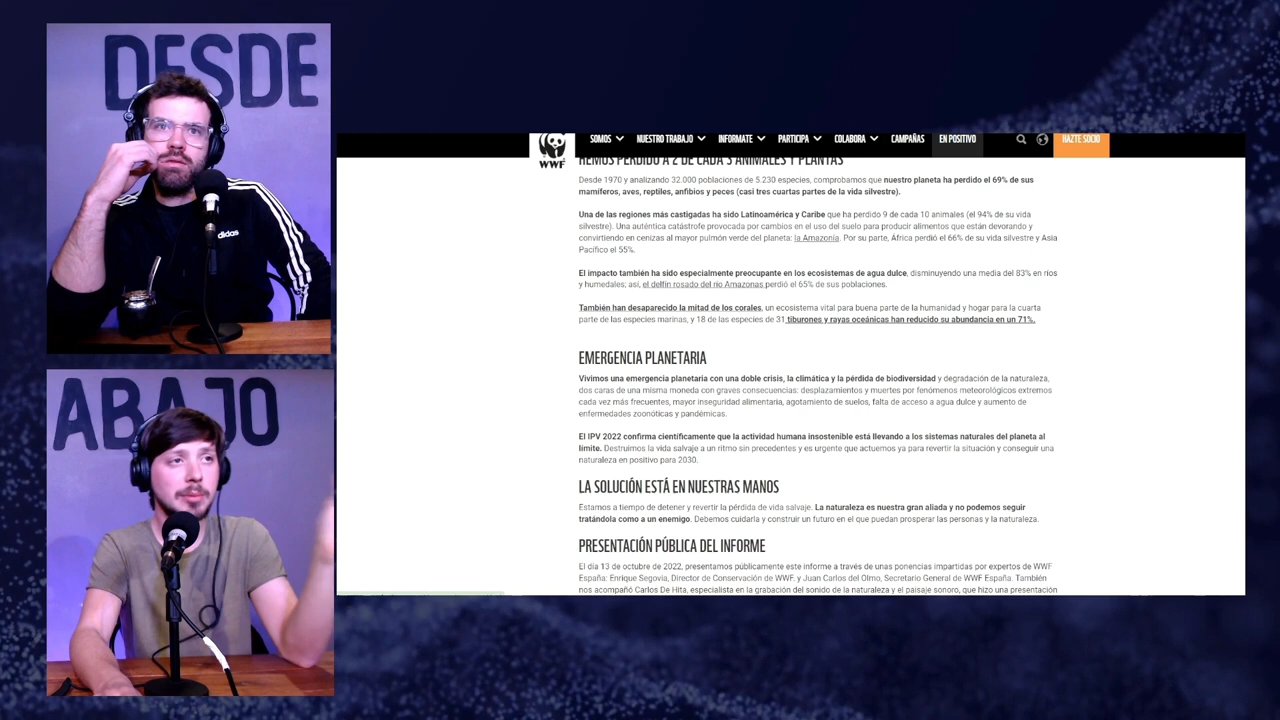 DESDE
adidas
ABAJO
WWF
SOMOS
NUESTRO TRABAJO
INFÓRMATE
PARTICIPA
COLABORA
CAMPAÑAS
EN POSITIVO
HAZTE SOCIO
HEMOS PERDIDO A 2 DE CADA 3 ANIMALES Y PLANTAS
Desde 1970 y analizando 32.000 poblaciones de 5.230 especies, comprobamos que nuestro planeta ha perdido el 69% de sus
mamíferos, aves, reptiles, anfibios y peces (casi tres cuartas partes de la vida silvestre).
Una de las regiones más castigadas ha sido Latinoamérica y Caribe que ha perdido 9 de cada 10 animales (el 94% de su vida
silvestre). Una auténtica catástrofe provocada por cambios en el uso del suelo para producir alimentos que están devorando y
convirtiendo en cenizas al mayor pulmón verde del planeta: la Amazonía. Por su parte, África perdió el 66% de su vida silvestre y Asia
Pacífico el 55%.
El impacto también ha sido especialmente preocupante en los ecosistemas de agua dulce, disminuyendo una media del 83% en ríos
y humedales; así, el delfín rosado del río Amazonas perdió el 65% de sus poblaciones.
También han desaparecido la mitad de los corales, un ecosistema vital para buena parte de la humanidad y hogar para la cuarta
parte de las especies marinas, y 18 de las especies de 31 tiburones y rayas oceánicas han reducido su abundancia en un 71%.
EMERGENCIA PLANETARIA
Vivimos una emergencia planetaria con una doble crisis, la climática y la pérdida de biodiversidad y degradación de la naturaleza,
dos caras de una misma moneda con graves consecuencias: desplazamientos y muertes por fenómenos meteorológicos extremos
cada vez más frecuentes, mayor inseguridad alimentaria, agotamiento de suelos, falta de acceso a agua dulce y aumento de
enfermedades zoonóticas y pandémicas.
El IPV 2022 confirma científicamente que la actividad humana insostenible está llevando a los sistemas naturales del planeta al
límite. Destruimos la vida salvaje a un ritmo sin precedentes y es urgente que actuemos ya para revertir la situación y conseguir una
naturaleza en positivo para 2030.
LA SOLUCIÓN ESTÁ EN NUESTRAS MANOS
Estamos a tiempo de detener y revertir la pérdida de vida salvaje. La naturaleza es nuestra gran aliada y no podemos seguir
tratándola como a un enemigo. Debemos cuidarla y construir un futuro en el que puedan prosperar las personas y la naturaleza.
PRESENTACIÓN PÚBLICA DEL INFORME
El día 13 de octubre de 2022, presentamos públicamente este informe a través de unas ponencias impartidas por expertos de WWF
España: Enrique Segovia, Director de Conservación de WWF. y Juan Carlos del Olmo, Secretario General de WWF España. También
nos acompañó Carlos De Hita, especialista en la grabación del sonido de la naturaleza y el paisaje sonoro, que hizo una presentación